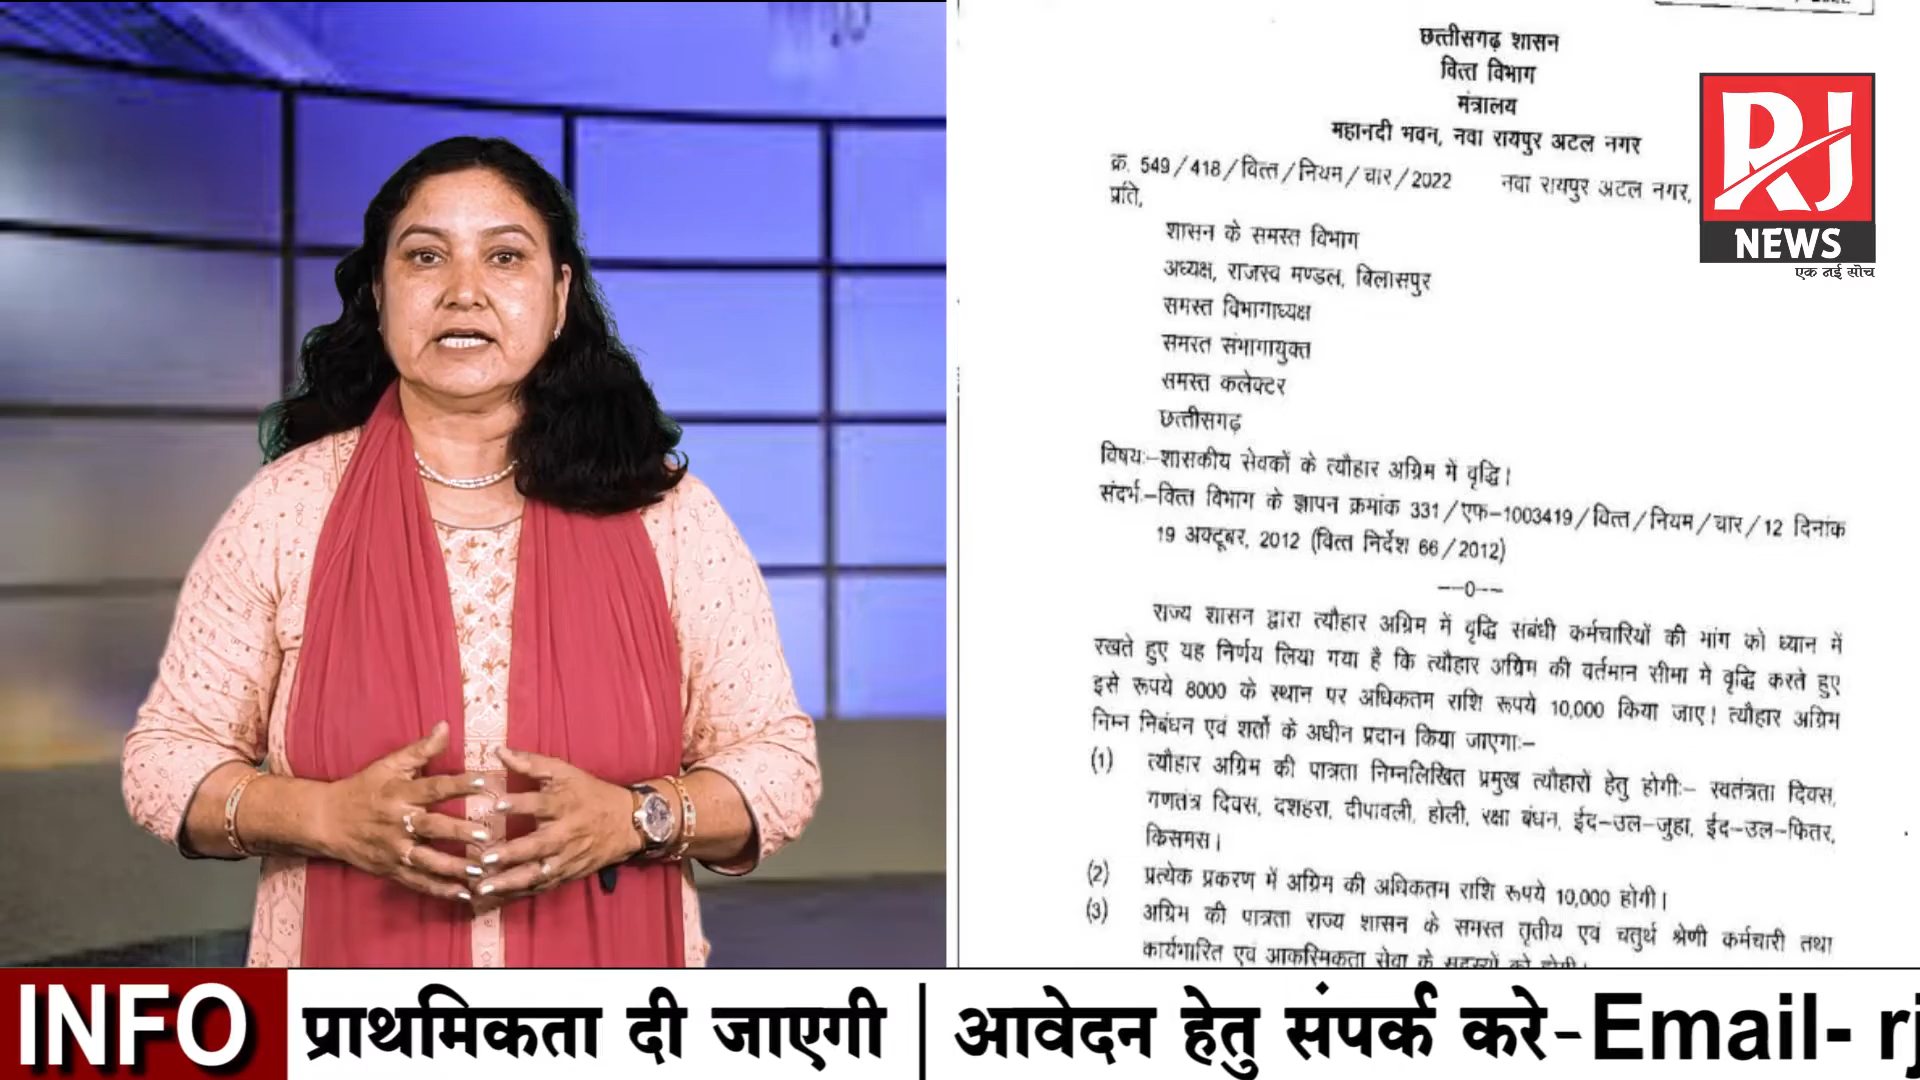 छत्तीसगढ़ शासन
वित्त विभाग
मंत्रालय
महानदी भवन, नवा रायपुर अटल नगर
क्र. 549/418/वित्त/नियम/चार/2022 नवा रायपुर अटल नगर,
प्रति,
शासन के समस्त विभाग
अध्यक्ष, राजस्व मण्डल, बिलासपुर
समस्त विभागाध्यक्ष
समस्त संभागायुक्त
समस्त कलेक्टर
छत्तीसगढ़
विषयः–शासकीय सेवकों के त्यौहार अग्रिम में वृद्धि।
संदर्भ–वित्त विभाग के ज्ञापन क्रमांक 331/एफ–1003419/वित्त/नियम/चार/12 दिनांक
19 अक्टूबर, 2012 (वित्त निर्देश 66/2012)
––0––
राज्य शासन द्वारा त्यौहार अग्रिम में वृद्धि सबंधी कर्मचारियों की मांग को ध्यान में
रखते हुए यह निर्णय लिया गया है कि त्यौहार अग्रिम की वर्तमान सीमा मे वृद्धि करते हुए
इसे रूपये 8000 के स्थान पर अधिकतम राशि रूपये 10,000 किया जाए। त्यौहार अग्रिम
निम्न निबंधन एवं शर्तो के अधीन प्रदान किया जाएगाः–
(1) त्यौहार अग्रिम की पात्रता निम्नलिखित प्रमुख त्यौहारों हेतु होगीः– स्वतंत्रता दिवस,
गणतंत्र दिवस, दशहरा, दीपावली, होली, रक्षा बंधन, ईद–उल–जुहा, ईद–उल–फितर,
किसमस।
(2) प्रत्येक प्रकरण में अग्रिम की अधिकतम राशि रूपये 10,000 होगी।
(3) अग्रिम की पात्रता राज्य शासन के समस्त तृतीय एवं चतुर्थ श्रेणी कर्मचारी तथा
कार्यभारित एवं आकस्मिकता सेवा के सदस्यों को होगी।
RJ
NEWS
एक नई सोच
INFO प्राथमिकता दी जाएगी | आवेदन हेतु संपर्क करे-Email- rj